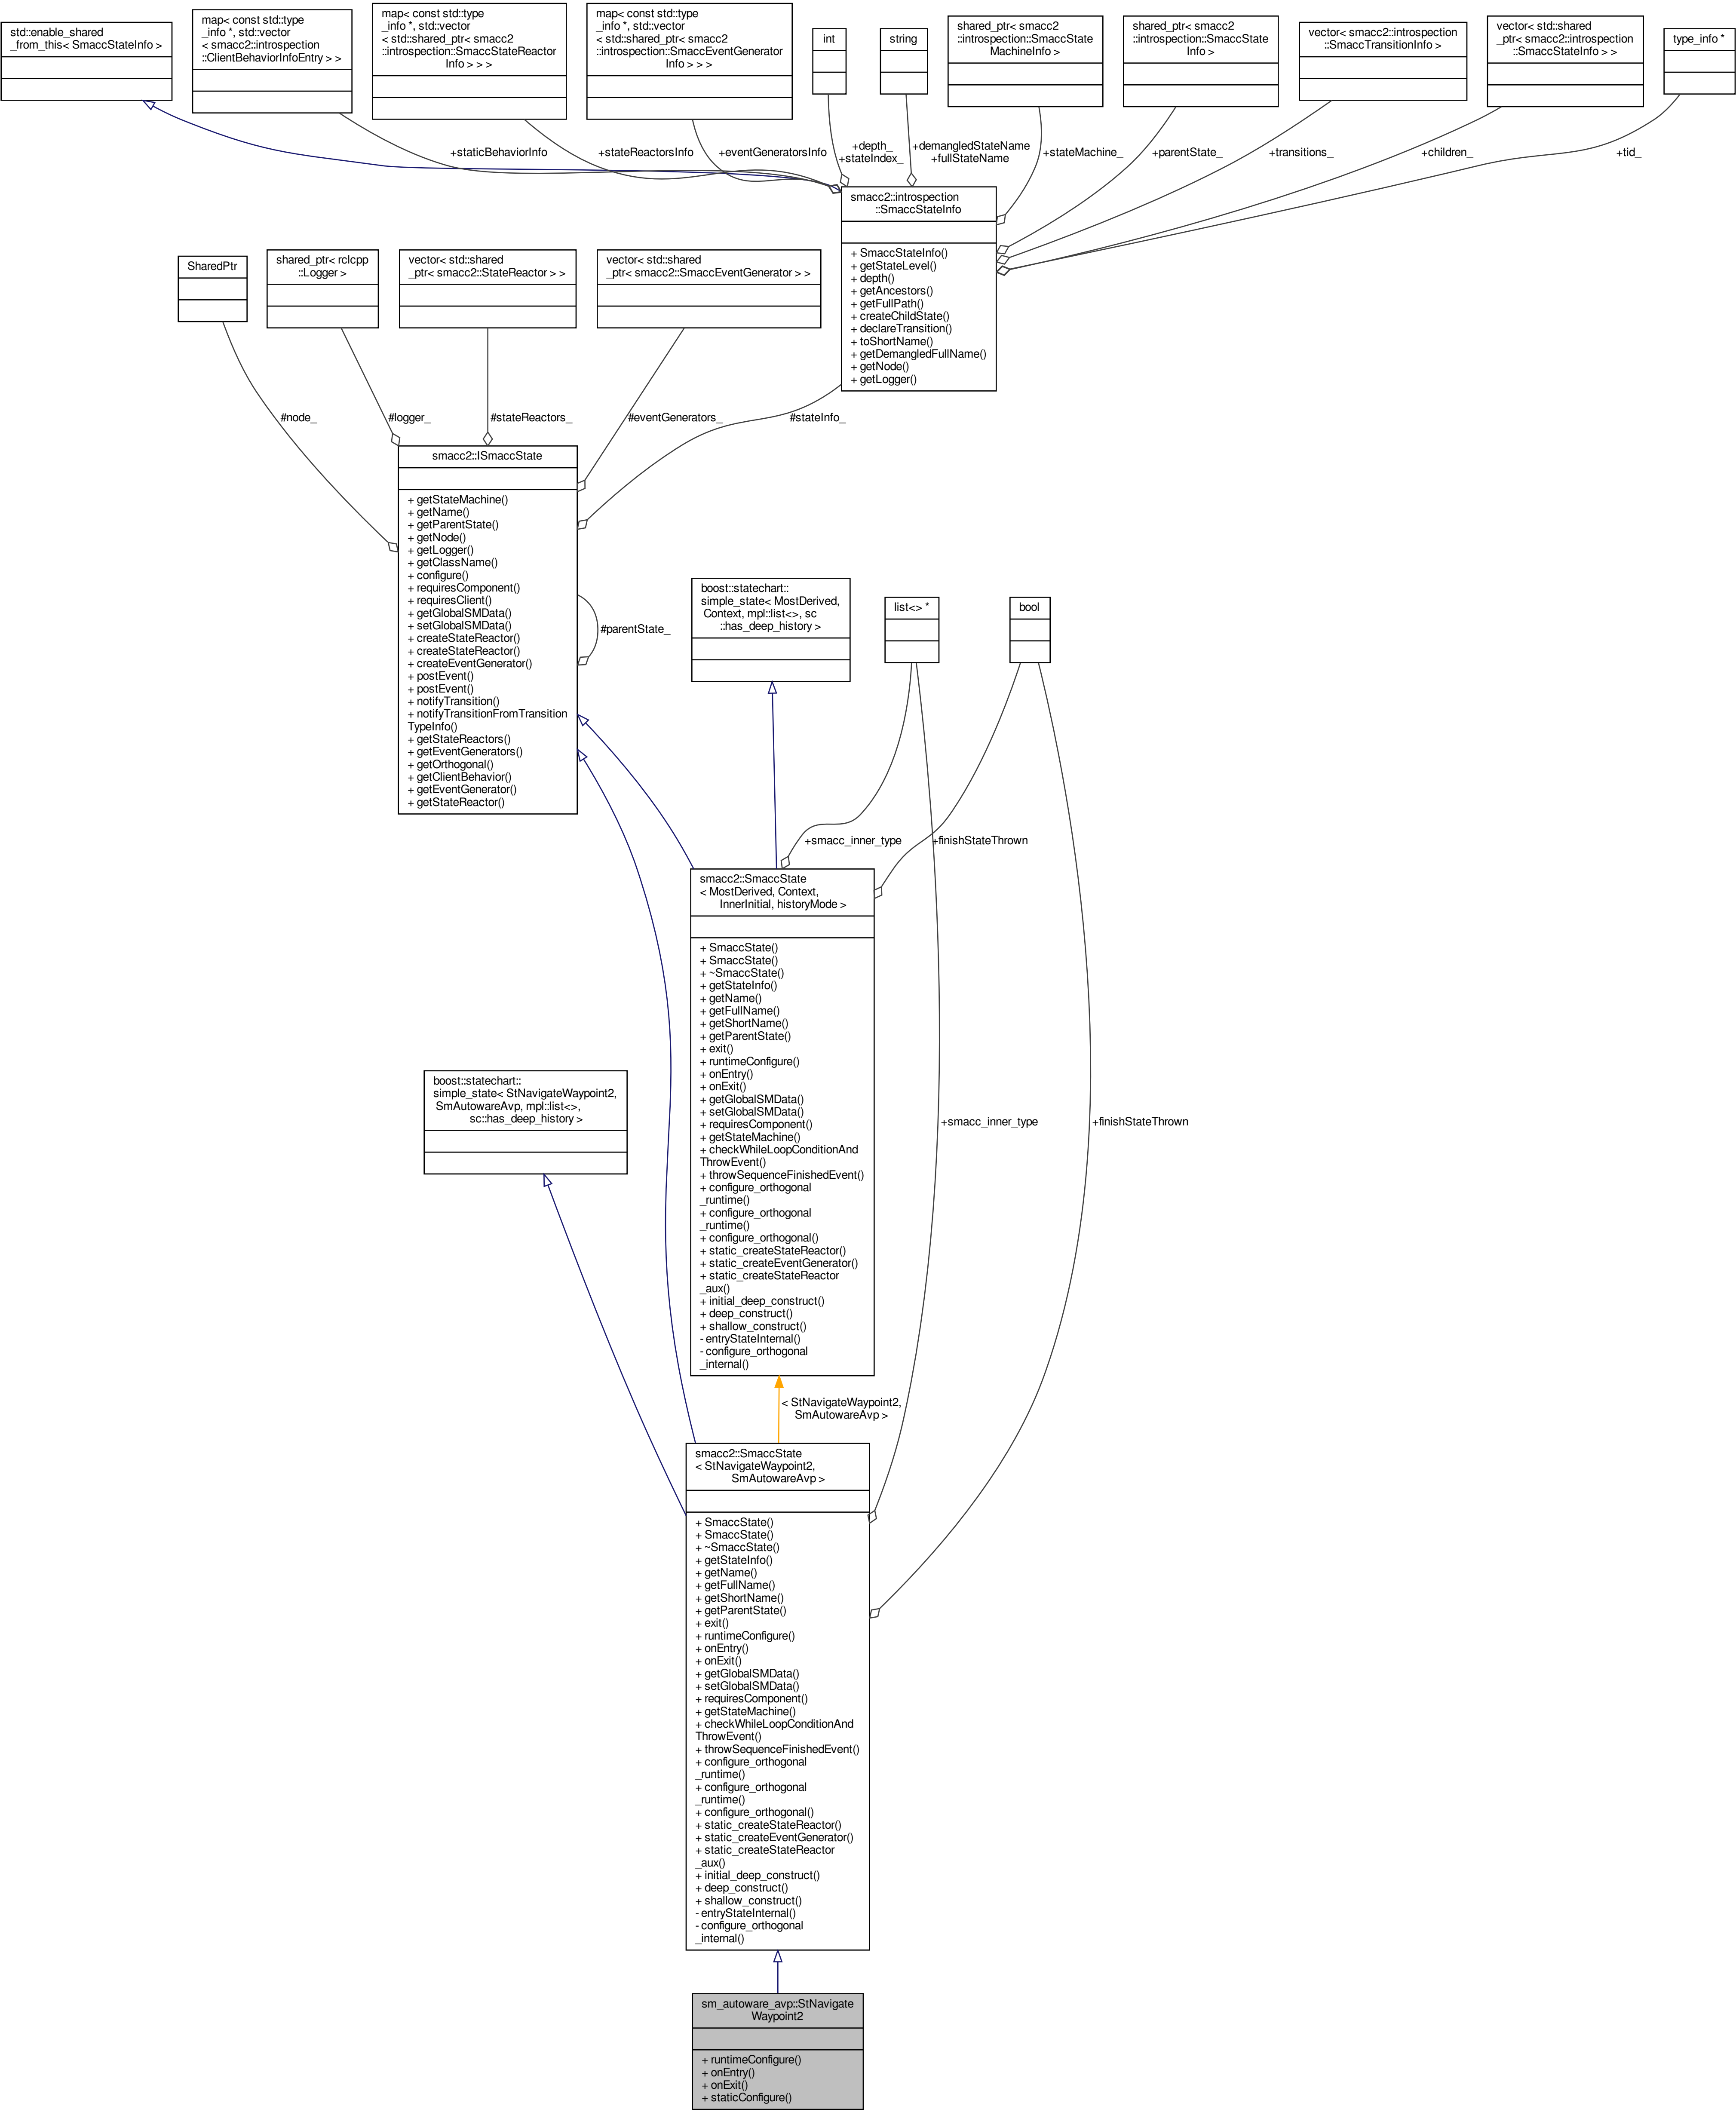 std::enable_shared
_from_this< SmaccStateInfo >
map< const std::type
_info *, std::vector
< smacc2::introspection
::ClientBehaviorInfoEntry > >
map< const std::type
_info *, std::vector
< std::shared_ptr< smacc2
::introspection::SmaccStateReactor
Info > > >
map< const std::type
_info *, std::vector
< std::shared_ptr< smacc2
::introspection::SmaccEventGenerator
Info > > >
int
string
shared_ptr< smacc2
::introspection::SmaccState
MachineInfo >
shared_ptr< smacc2
::introspection::SmaccState
Info >
vector< smacc2::introspection
::SmaccTransitionInfo >
vector< std::shared
_ptr< smacc2::introspection
::SmaccStateInfo > >
type_info *
+staticBehaviorInfo
+stateReactorsInfo
+eventGeneratorsInfo
+depth_
+stateIndex_
+demangledStateName
+fullStateName
+stateMachine_
+parentState_
+transitions_
+children_
+tid_
smacc2::introspection
::SmaccStateInfo
+ SmaccStateInfo()
+ getStateLevel()
+ depth()
+ getAncestors()
+ getFullPath()
+ createChildState()
+ declareTransition()
+ toShortName()
+ getDemangledFullName()
+ getNode()
+ getLogger()
SharedPtr
shared_ptr< rclcpp
::Logger >
vector< std::shared
_ptr< smacc2::StateReactor > >
vector< std::shared
_ptr< smacc2::SmaccEventGenerator > >
#node_
#logger_
#stateReactors_
#eventGenerators_
#stateInfo_
smacc2::ISmaccState
+ getStateMachine()
+ getName()
+ getParentState()
+ getNode()
+ getLogger()
+ getClassName()
+ configure()
+ requiresComponent()
+ requiresClient()
+ getGlobalSMData()
+ setGlobalSMData()
+ createStateReactor()
+ createStateReactor()
+ createEventGenerator()
+ postEvent()
+ postEvent()
+ notifyTransition()
+ notifyTransitionFromTransition
TypeInfo()
+ getStateReactors()
+ getEventGenerators()
+ getOrthogonal()
+ getClientBehavior()
+ getEventGenerator()
+ getStateReactor()
#parentState_
boost::statechart::
simple_state< MostDerived,
Context, mpl::list<>, sc
::has_deep_history >
list<> *
bool
+smacc_inner_type
+finishStateThrown
smacc2::SmaccState
< MostDerived, Context,
InnerInitial, historyMode >
+ SmaccState()
+ SmaccState()
+ ~SmaccState()
+ getStateInfo()
+ getName()
+ getFullName()
+ getShortName()
+ getParentState()
+ exit()
+ runtimeConfigure()
+ onEntry()
+ onExit()
+ getGlobalSMData()
+ setGlobalSMData()
+ requiresComponent()
+ getStateMachine()
+ checkWhileLoopConditionAnd
ThrowEvent()
+ throwSequenceFinishedEvent()
+ configure_orthogonal
_runtime()
+ configure_orthogonal
_runtime()
+ configure_orthogonal()
+ static_createStateReactor()
+ static_createEventGenerator()
+ static_createStateReactor
_aux()
+ initial_deep_construct()
+ deep_construct()
+ shallow_construct()
- entryStateInternal()
- configure_orthogonal
_internal()
boost::statechart::
simple_state< StNavigateWaypoint2,
SmAutowareAvp, mpl::list<>,
sc::has_deep_history >
+smacc_inner_type
+finishStateThrown
< StNavigateWaypoint2,
SmAutowareAvp >
smacc2::SmaccState
< StNavigateWaypoint2,
SmAutowareAvp >
+ SmaccState()
+ SmaccState()
+ ~SmaccState()
+ getStateInfo()
+ getName()
+ getFullName()
+ getShortName()
+ getParentState()
+ exit()
+ runtimeConfigure()
+ onEntry()
+ onExit()
+ getGlobalSMData()
+ setGlobalSMData()
+ requiresComponent()
+ getStateMachine()
+ checkWhileLoopConditionAnd
ThrowEvent()
+ throwSequenceFinishedEvent()
+ configure_orthogonal
_runtime()
+ configure_orthogonal
_runtime()
+ configure_orthogonal()
+ static_createStateReactor()
+ static_createEventGenerator()
+ static_createStateReactor
_aux()
+ initial_deep_construct()
+ deep_construct()
+ shallow_construct()
- entryStateInternal()
- configure_orthogonal
_internal()
sm_autoware_avp::StNavigate
Waypoint2
+ runtimeConfigure()
+ onEntry()
+ onExit()
+ staticConfigure()